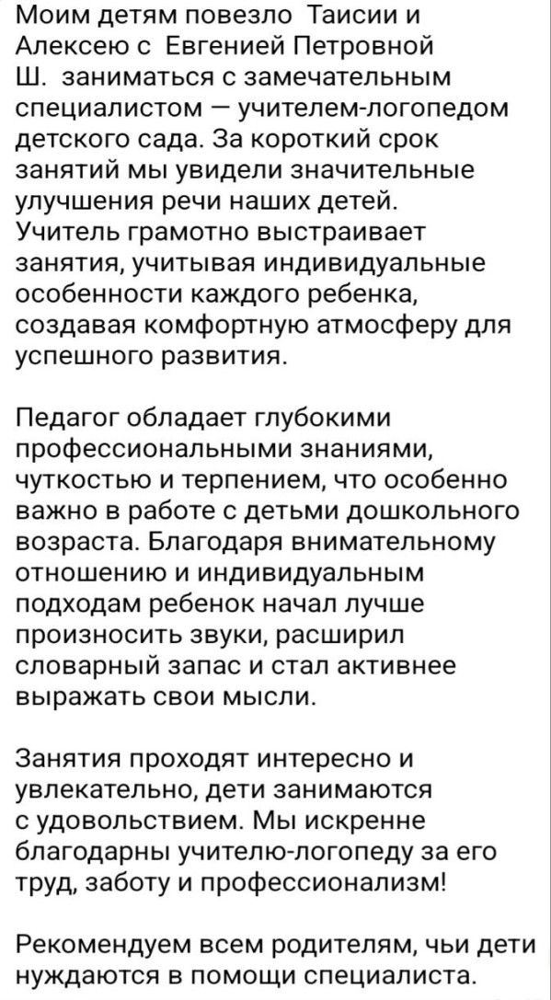 Моим детям повезло  Таисии и
Алексею с  Евгенией Петровной
Ш.  заниматься с замечательным
специалистом — учителем-логопедом
детского сада. За короткий срок
занятий мы увидели значительные
улучшения речи наших детей.
Учитель грамотно выстраивает
занятия, учитывая индивидуальные
особенности каждого ребенка,
создавая комфортную атмосферу для
успешного развития.

Педагог обладает глубокими
профессиональными знаниями,
чуткостью и терпением, что особенно
важно в работе с детьми дошкольного
возраста. Благодаря внимательному
отношению и индивидуальным
подходам ребенок начал лучше
произносить звуки, расширил
словарный запас и стал активнее
выражать свои мысли.

Занятия проходят интересно и
увлекательно, дети занимаются
с удовольствием. Мы искренне
благодарны учителю-логопеду за его
труд, заботу и профессионализм!

Рекомендуем всем родителям, чьи дети
нуждаются в помощи специалиста.